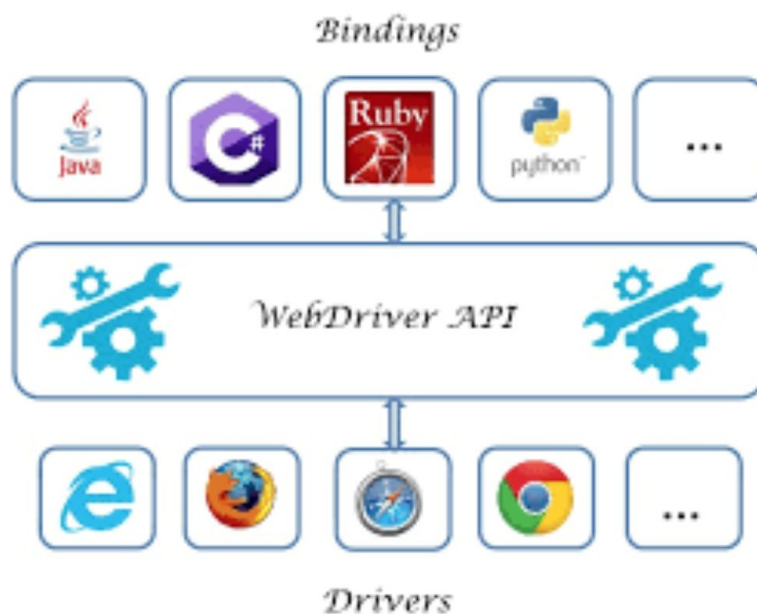 Bindings
Java
C#
Ruby
python
...
WebDriver API
...
Drivers